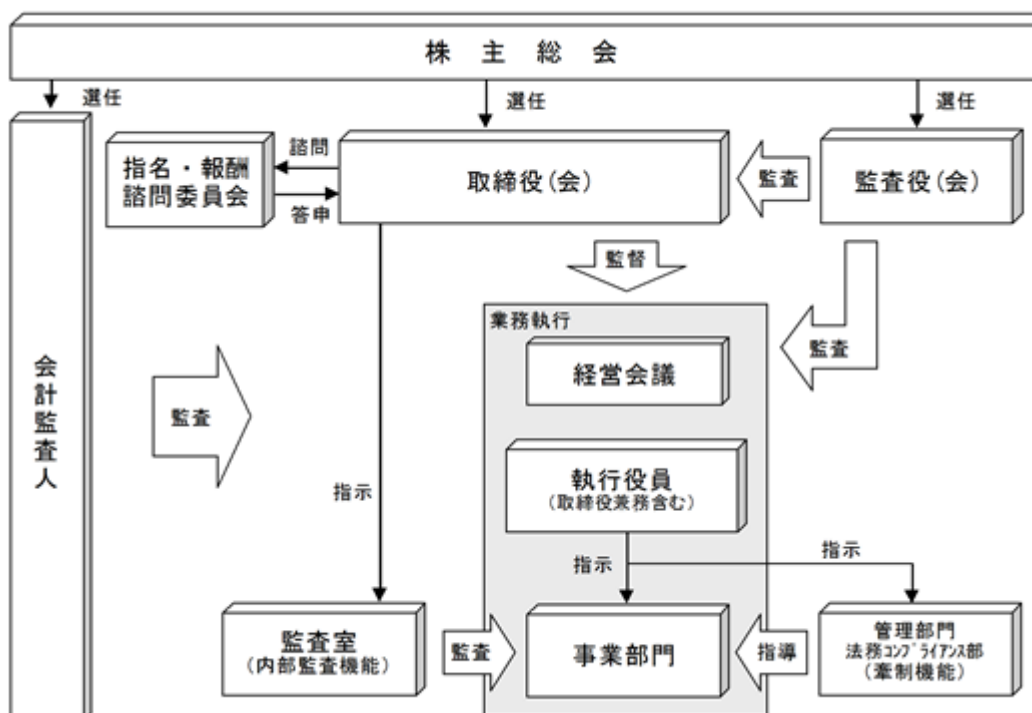 株主総会
選任
選任
選任
指名・報酬
諮問委員会
諮問
答申
取締役(会)
監査
監査役(会)
監督
業務執行
経営会議
監査
会計監査人
監査
執行役員
(取締役兼務含む)
指示
指示
指示
監査室
(内部監査機能)
監査
事業部門
指導
管理部門
法務ｺﾝﾌﾟﾗｲｱﾝｽ部
(牽制機能)